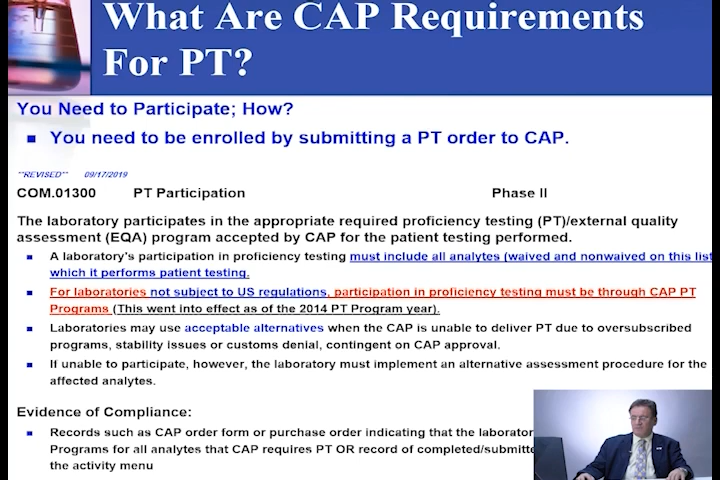 What Are CAP Requirements
For PT?
You Need to Participate; How?
You need to be enrolled by submitting a PT order to CAP.
**REVISED** 09/17/2019
COM.01300 PT Participation Phase II
The laboratory participates in the appropriate required proficiency testing (PT)/external quality
assessment (EQA) program accepted by CAP for the patient testing performed.
A laboratory's participation in proficiency testing must include all analytes (waived and nonwaived on this list
which it performs patient testing.
For laboratories not subject to US regulations, participation in proficiency testing must be through CAP PT
Programs (This went into effect as of the 2014 PT Program year).
Laboratories may use acceptable alternatives when the CAP is unable to deliver PT due to oversubscribed
programs, stability issues or customs denial, contingent on CAP approval.
If unable to participate, however, the laboratory must implement an alternative assessment procedure for the
affected analytes.
Evidence of Compliance:
Records such as CAP order form or purchase order indicating that the
Programs for all analytes that CAP requires PT OR record of
the activity menu